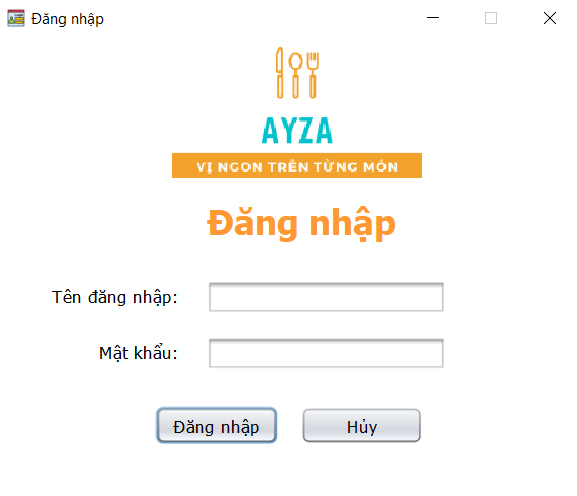 Đăng nhập
AYZA
VỊ NGON TRÊN TỪNG MÓN
Đăng nhập
Tên đăng nhập:
Mật khẩu:
Đăng nhập
Hủy